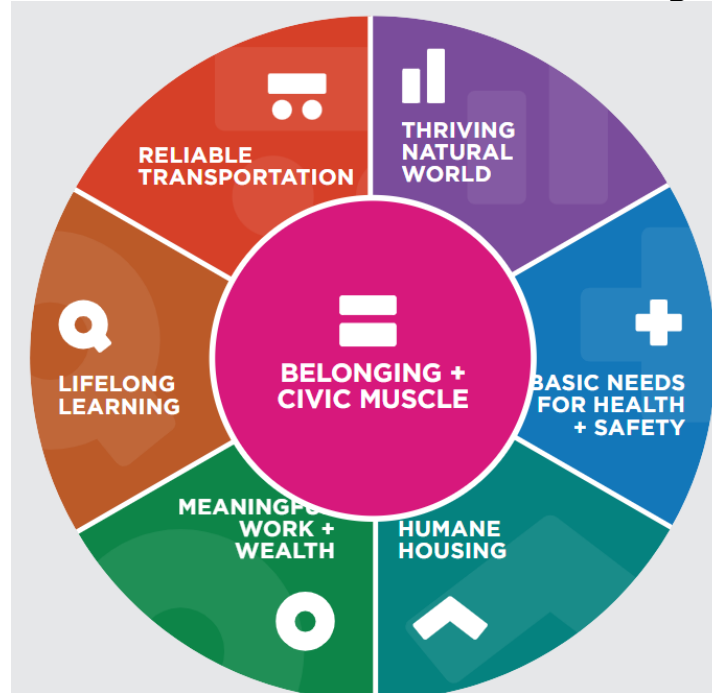 THRIVING
NATURAL
WORLD
BASIC NEEDS
FOR HEALTH
+ SAFETY
HUMANE
HOUSING
MEANINGFU
WORK +
WEALTH
LIFELONG
LEARNING
RELIABLE
TRANSPORTATION
BELONGING +
CIVIC MUSCLE